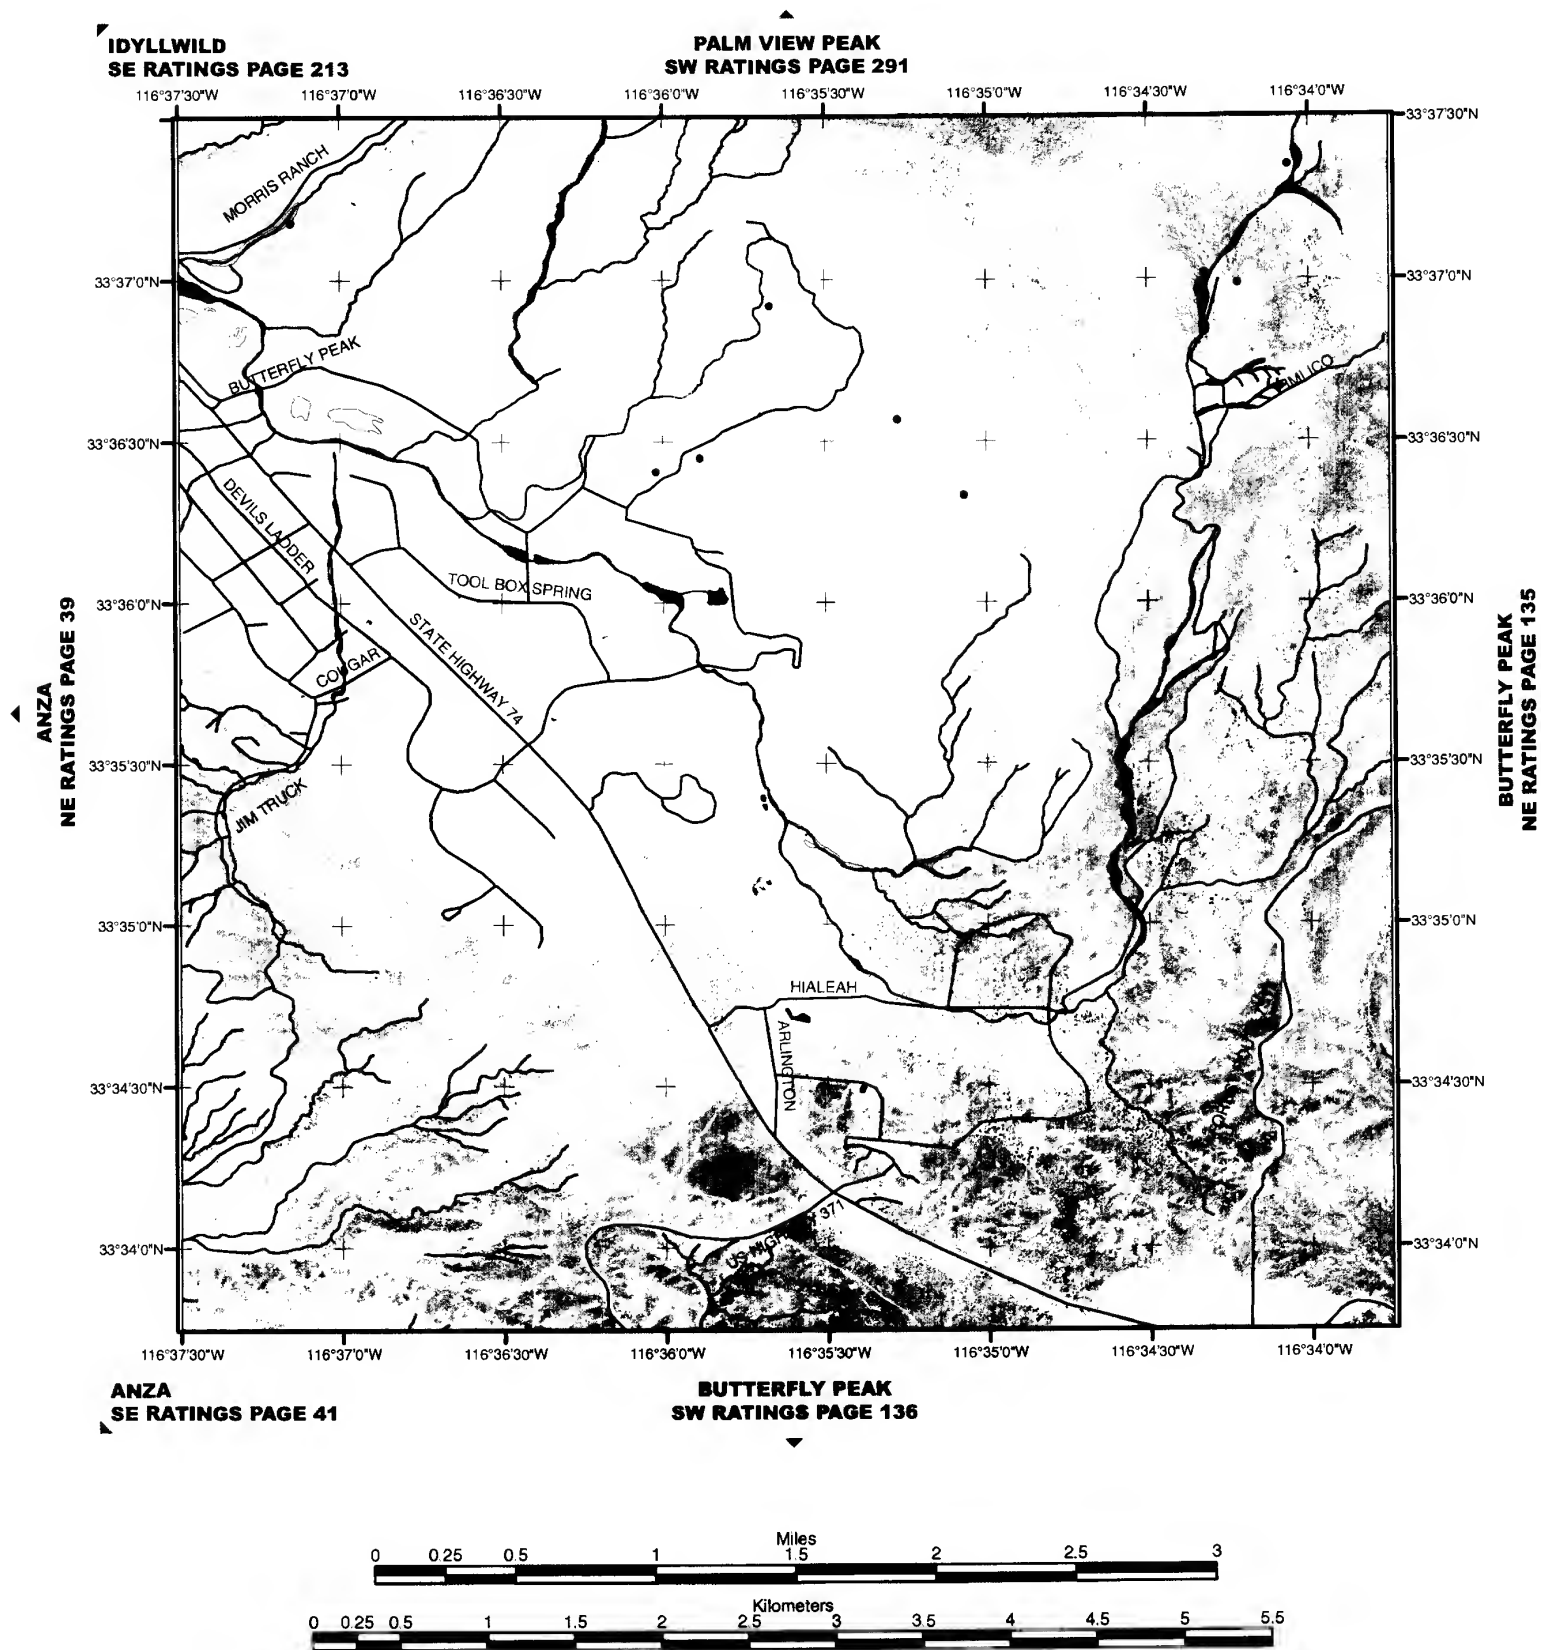 IDYLLWILD
SE RATINGS PAGE 213
PALM VIEW PEAK
SW RATINGS PAGE 291
116°37'30"W 116°37'0"W 116°36'30"W 116°36'0"W 116°35'30"W 116°35'0"W 116°34'30"W 116°34'0"W
33°37'30"N
MORRIS RANCH
33°37'0"N 33°37'0"N
BUTTERFLY PEAK
33°36'30"N 33°36'30"N
DEVILS LADDER
TOOL BOX SPRING
33°36'0"N 33°36'0"N
STATE HIGHWAY 74
COUGAR
ANZA
NE RATINGS PAGE 39
BUTTERFLY PEAK
NE RATINGS PAGE 135
33°35'30"N 33°35'30"N
JIM TRUCK
33°35'0"N 33°35'0"N
HIALEAH
ARLINGTON
33°34'30"N 33°34'30"N
371
33°34'0"N 33°34'0"N
116°37'30"W 116°37'0"W 116°36'30"W 116°36'0"W 116°35'30"W 116°35'0"W 116°34'30"W 116°34'0"W
ANZA
SE RATINGS PAGE 41
BUTTERFLY PEAK
SW RATINGS PAGE 136
Miles
0 0.25 0.5 1 1.5 2 2.5 3
Kilometers
0 0.25 0.5 1 1.5 2 2.5 3 3.5 4 4.5 5 5.5